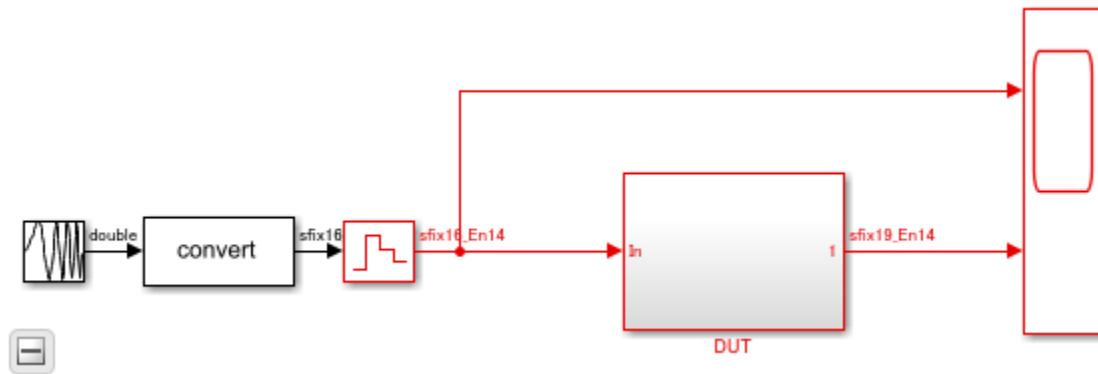 double
convert
sfix16
sfix16_En14
In
1
sfix19_En14
DUT